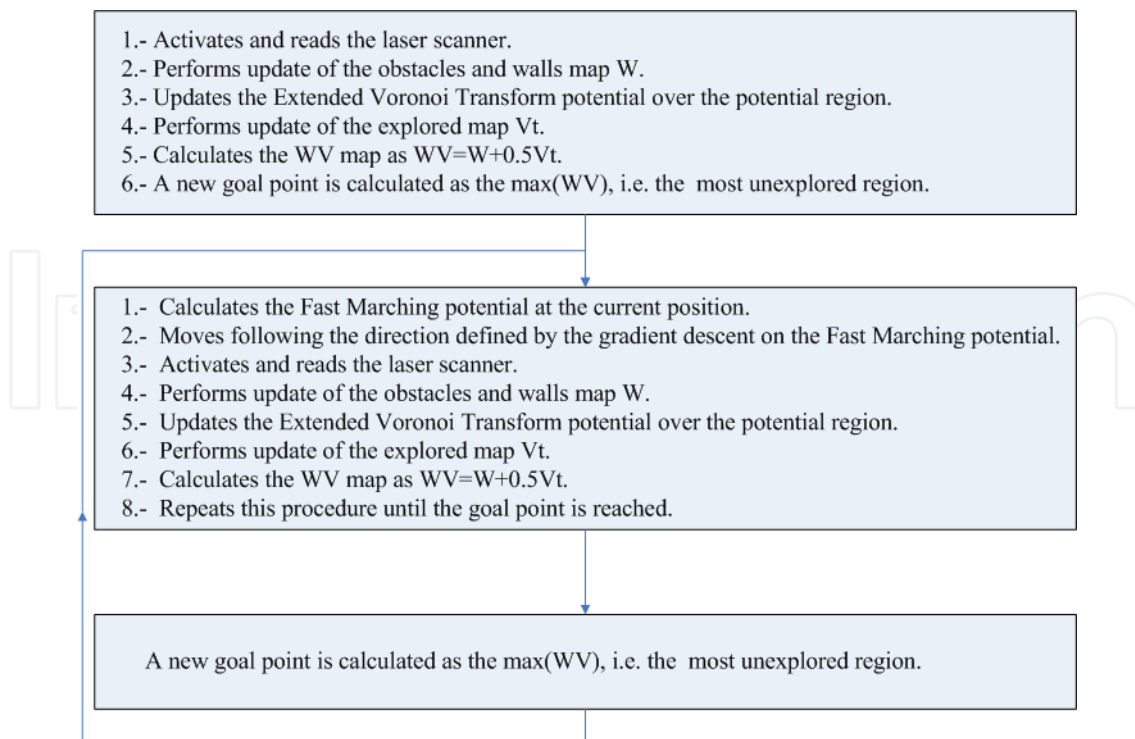 1.- Activates and reads the laser scanner.
2.- Performs update of the obstacles and walls map W.
3.- Updates the Extended Voronoi Transform potential over the potential region.
4.- Performs update of the explored map Vt.
5.- Calculates the WV map as WV=W+0.5Vt.
6.- A new goal point is calculated as the max(WV), i.e. the most unexplored region.
1.- Calculates the Fast Marching potential at the current position.
2.- Moves following the direction defined by the gradient descent on the Fast Marching potential.
3.- Activates and reads the laser scanner.
4.- Performs update of the obstacles and walls map W.
5.- Updates the Extended Voronoi Transform potential over the potential region.
6.- Performs update of the explored map Vt.
7.- Calculates the WV map as WV=W+0.5Vt.
8.- Repeats this procedure until the goal point is reached.
A new goal point is calculated as the max(WV), i.e. the most unexplored region.